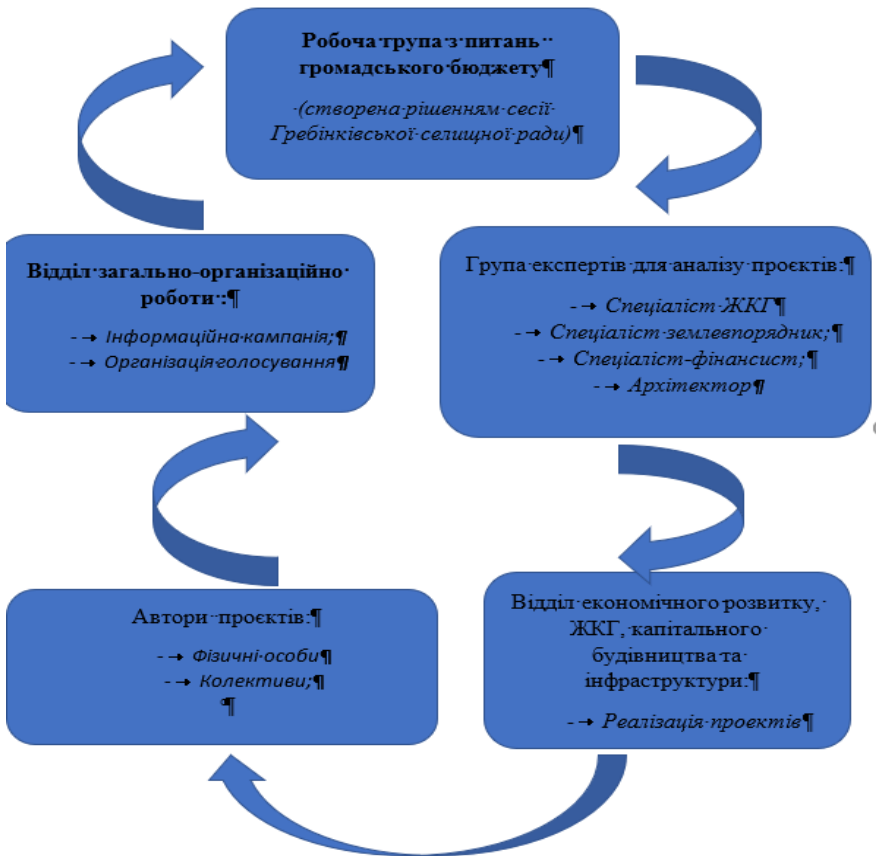 Робоча група з питань
громадського бюджету¶
(створена рішенням сесії
Гребінківської селищної ради)¶
Відділ загально-організаційно
роботи :¶
- → Інформаційна кампанія;¶
- → Організація голосування¶
Група експертів для аналізу проєктів:¶
- → Спеціаліст ЖКГ¶
- → Спеціаліст землевпорядник;¶
- → Спеціаліст-фінансист;¶
- → Архітектор¶
Автори проєктів:¶
- → Фізичні особи¶
- → Колективи;¶
¶
Відділ економічного розвитку,
ЖКГ, капітального
будівництва та
інфраструктури:¶
- → Реалізація проектів¶